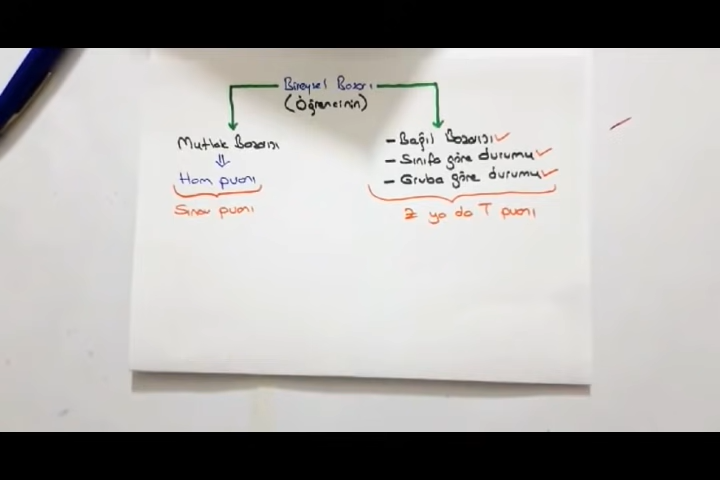 Bireysel Başarı
(Öğrencinin)
Mutlak Başarısı
⇓
Ham puanı
Sınav puanı
- Bağıl Başarısı ✓
- Sınıfa göre durumu ✓
- Gruba göre durumu ✓
z ya da T puanı